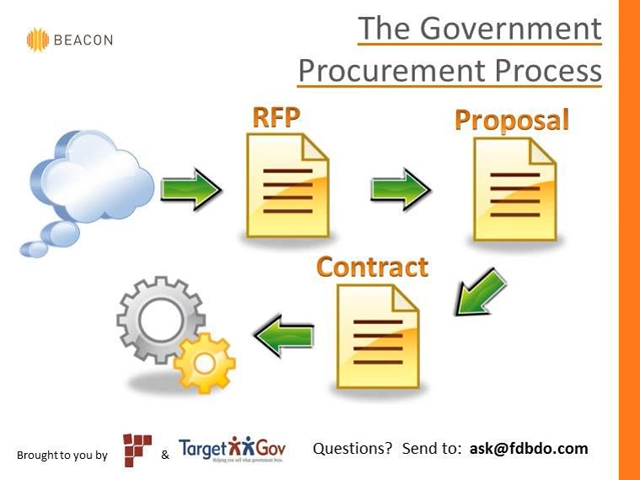 BEACON
The Government
Procurement Process
RFP
Proposal
Contract
Brought to you by
&
TargetGov
Helping you sell what government buys.
Questions? Send to: ask@fdbdo.com